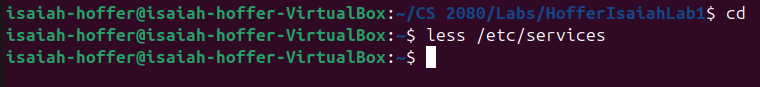 isaiah-hoffer@isaiah-hoffer-VirtualBox:~/CS 2080/Labs/HofferIsaiahLab1$ cd
isaiah-hoffer@isaiah-hoffer-VirtualBox:~$ less /etc/services
isaiah-hoffer@isaiah-hoffer-VirtualBox:~$